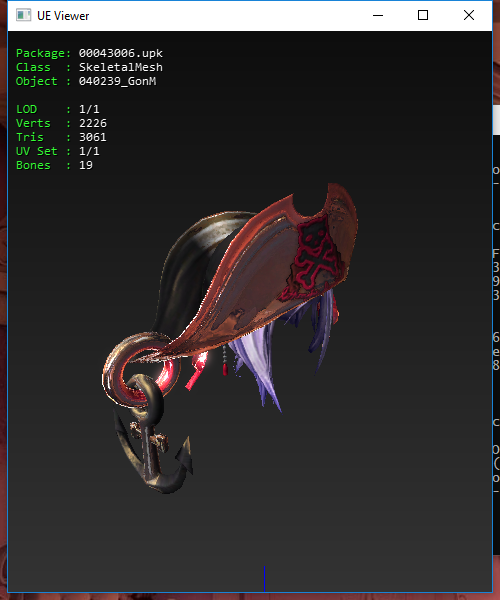 UE Viewer
Package: 00043006.upk
Class : SkeletalMesh
Object : 040239_GonM
LOD : 1/1
Verts : 2226
Tris : 3061
UV Set : 1/1
Bones : 19